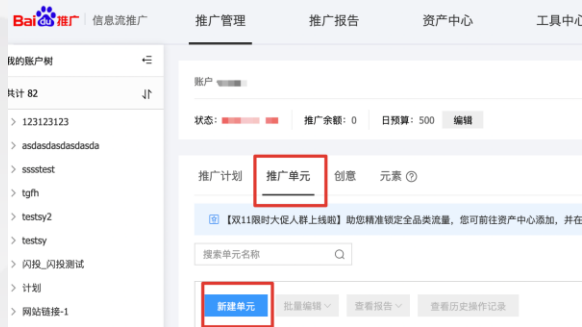 Bai 推广 信息流推广 推广管理 推广报告 资产中心 工具中心
我的账户树
共计 82
123123123
asdasdasdasdasda
sssstest
tgfh
testsy2
testsy
闪投_闪投测试
计划
网站链接-1
账户
状态： 推广余额：0 日预算：500 编辑
推广计划 推广单元 创意 元素
【双11限时大促人群上线啦】助您精准锁定全品类流量，您可前往资产中心添加，并在
搜索单元名称
新建单元 批量编辑 查看报告 查看历史操作记录